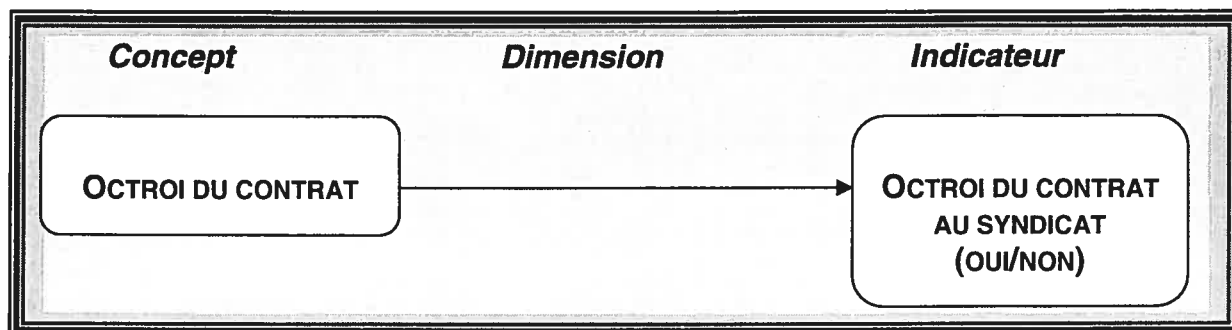 Concept Dimension Indicateur
OCTROI DU CONTRAT
OCTROI DU CONTRAT
AU SYNDICAT
(OUI/NON)